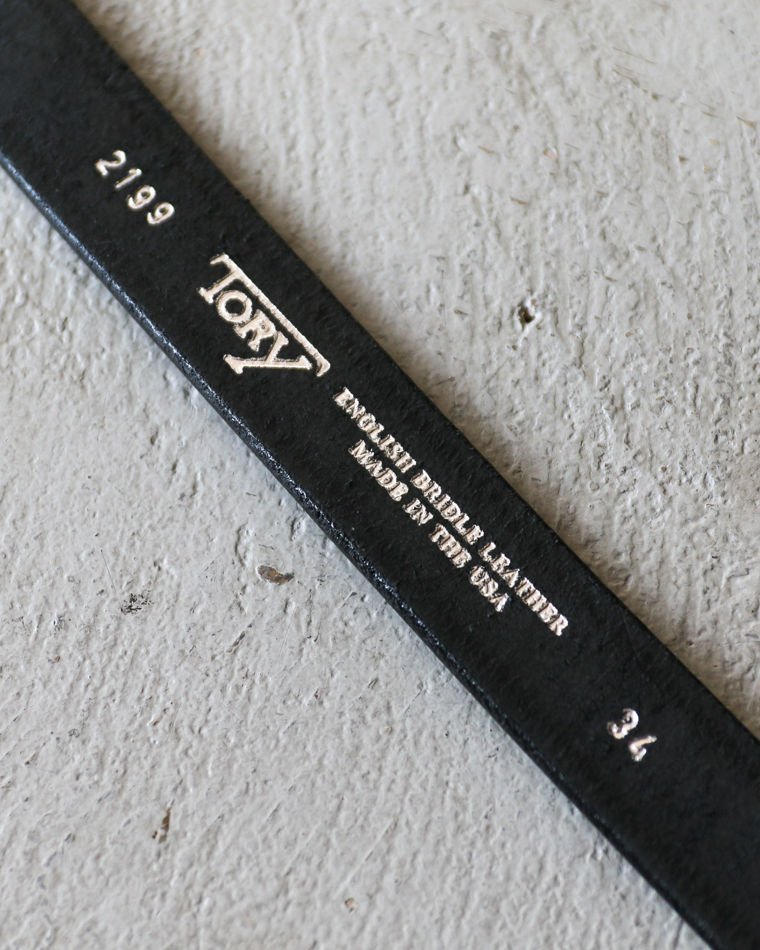 2199
TORY
ENGLISH BRIDLE LEATHER
MADE IN THE USA
34